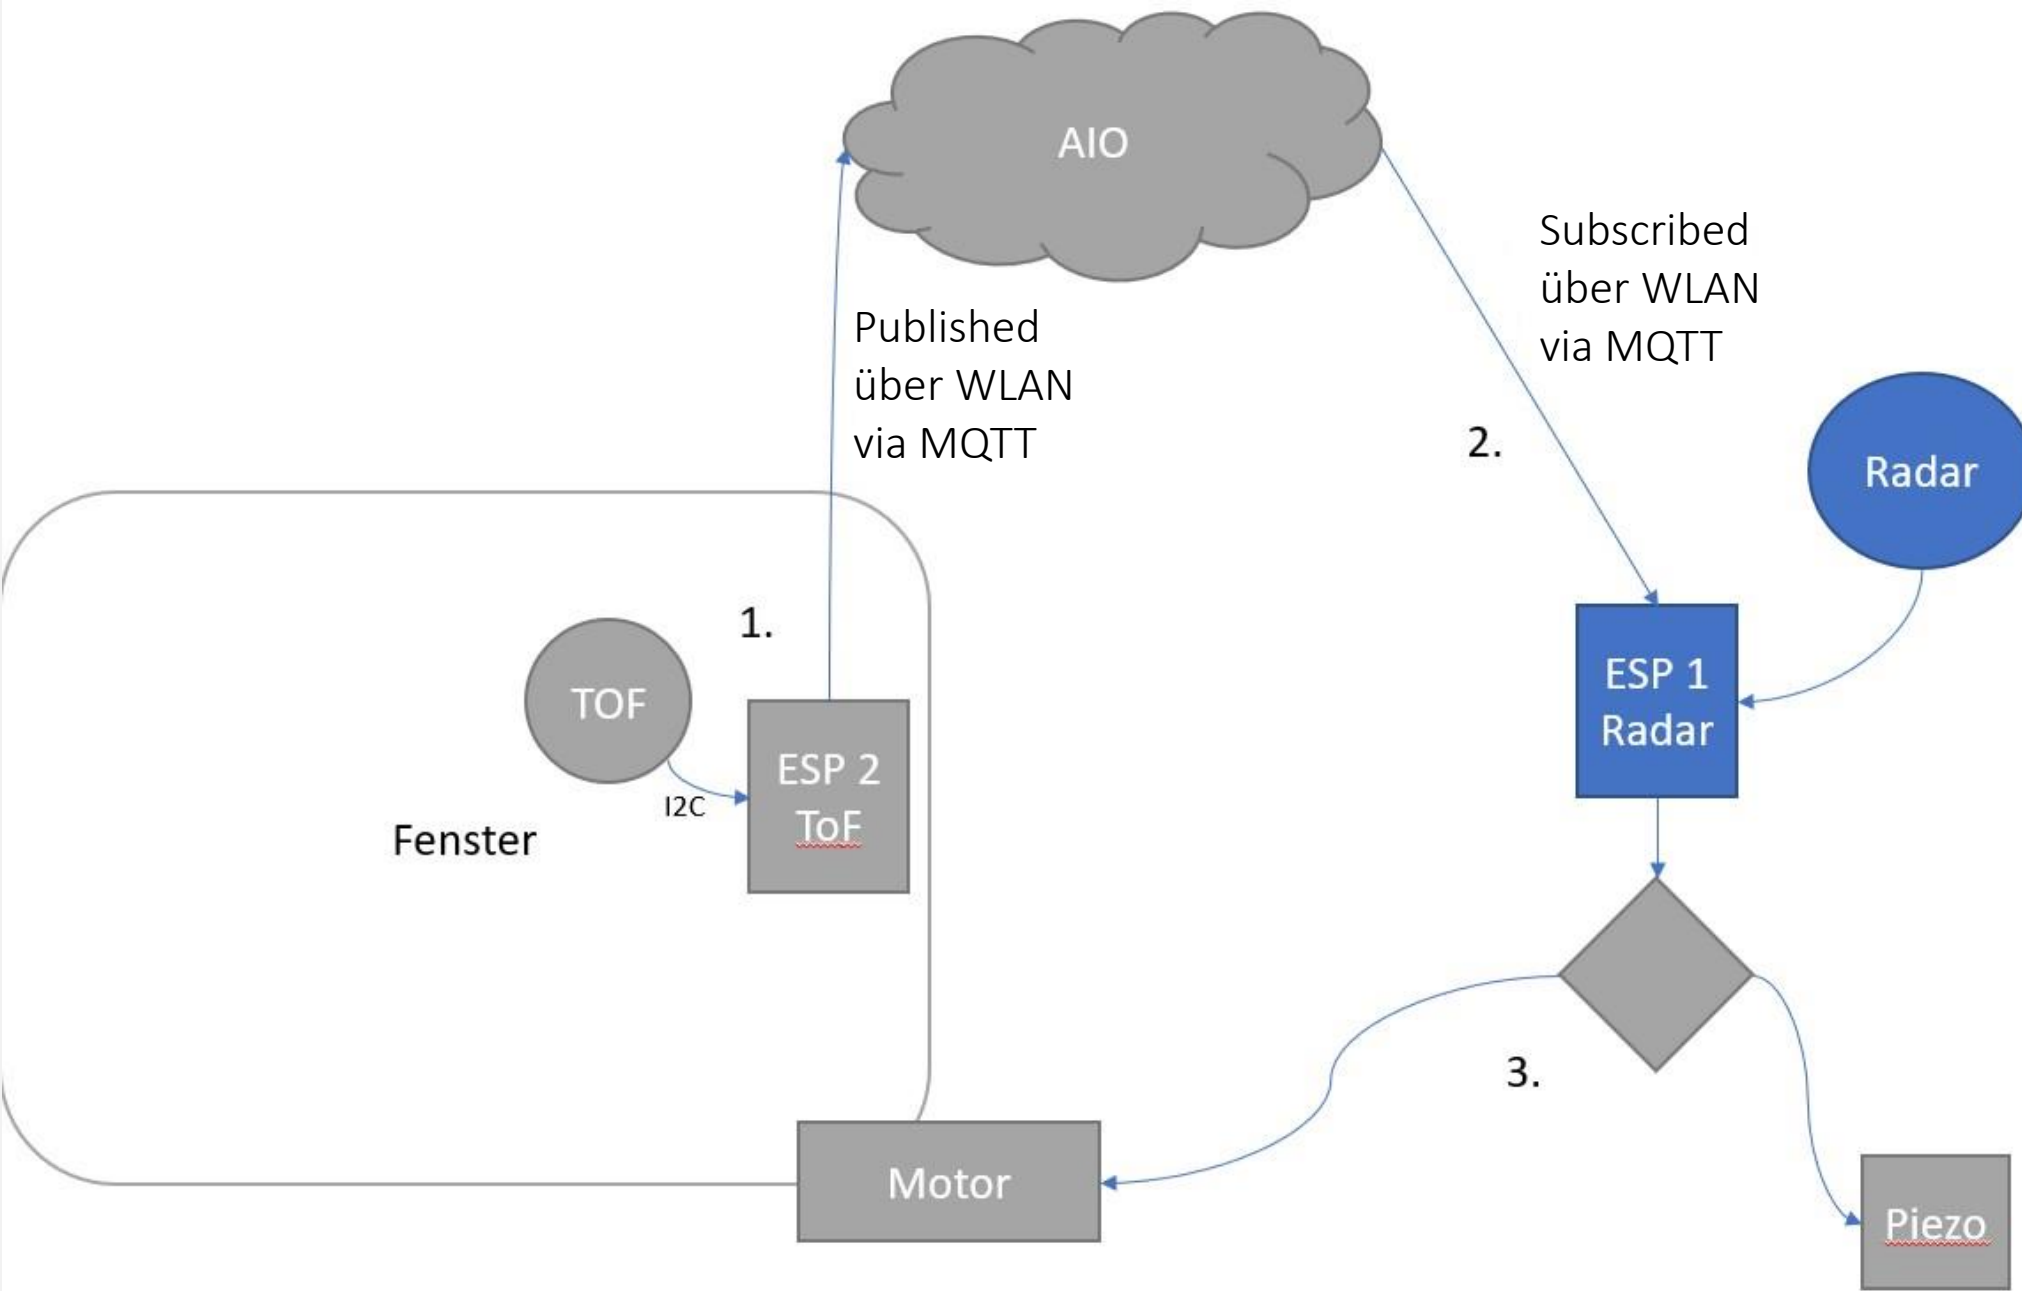 AIO
Subscribed
über WLAN
via MQTT
Published
über WLAN
via MQTT
2.
Radar
1.
TOF
I2C
ESP 2
ToF
Fenster
ESP 1
Radar
3.
Motor
Piezo